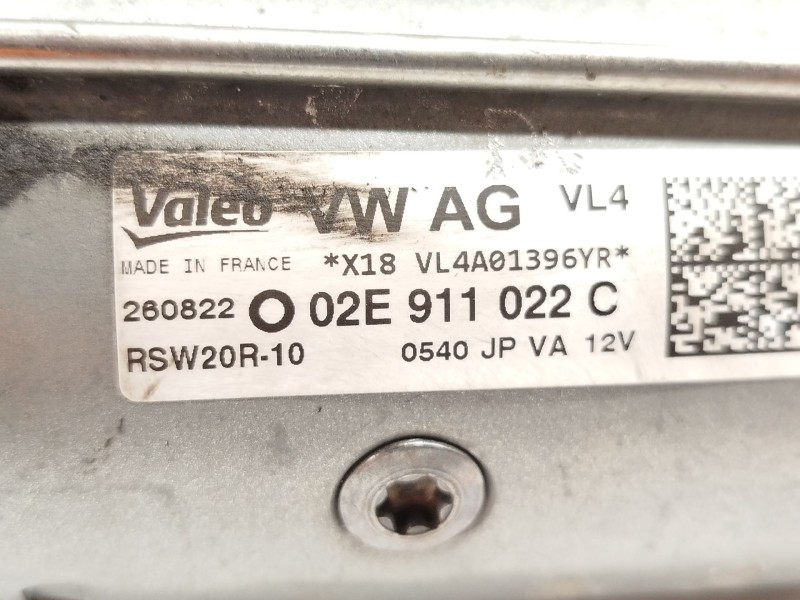 Valeo VW AG VL4
MADE IN FRANCE *X18 VL4A01396YR*
260822 O 02E 911 022 C
RSW20R-10 0540 JP VA 12V